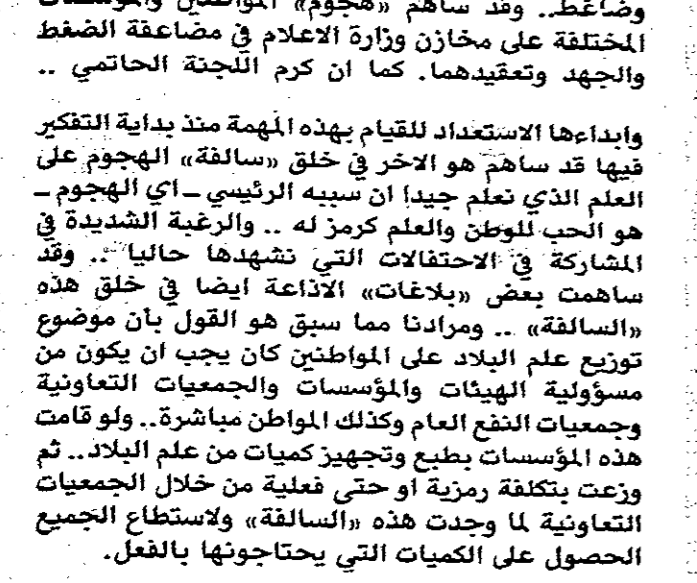 وضاغط.. وقد ساهم «هجوم» المواطنين والمؤسسات
المختلفة على مخازن وزارة الاعلام في مضاعفة الضغط
والجهد وتعقيدهما. كما ان كرم اللجنة الحاتمي ..
وابداءها الاستعداد للقيام بهذه المهمة منذ بداية التفكير
فيها قد ساهم هو الاخر في خلق «سالفة» الهجوم على
العلم الذي نعلم جيدا ان سببه الرئيسي ـ اي الهجوم ـ
هو الحب للوطن والعلم كرمز له .. والرغبة الشديدة في
المشاركة في الاحتفالات التي نشهدها حاليا .. وقد
ساهمت بعض «بلاغات» الاذاعة ايضا في خلق هذه
«السالفة» .. ومرادنا مما سبق هو القول بأن موضوع
توزيع علم البلاد على المواطنين كان يجب ان يكون من
مسؤولية الهيئات والمؤسسات والجمعيات التعاونية
وجمعيات النفع العام وكذلك المواطن مباشرة.. ولو قامت
هذه المؤسسات بطبع وتجهيز كميات من علم البلاد.. ثم
وزعت بتكلفة رمزية او حتى فعلية من خلال الجمعيات
التعاونية لما وجدت هذه «السالفة» ولاستطاع الجميع
الحصول على الكميات التي يحتاجونها بالفعل.